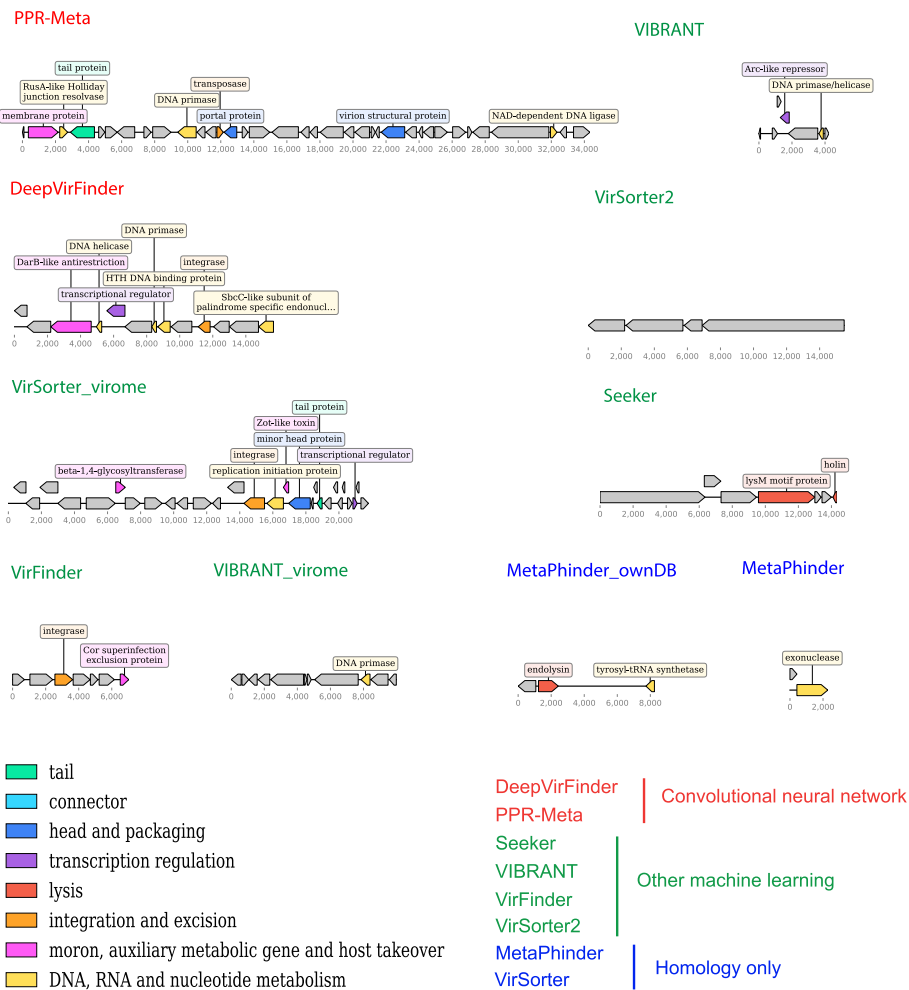 PPR-Meta
tail protein
RusA-like Holliday
junction resolvase
transposase
DNA primase
membrane protein
portal protein
virion structural protein
NAD-dependent DNA ligase
0 2,000 4,000 6,000 8,000 10,000 12,000 14,000 16,000 18,000 20,000 22,000 24,000 26,000 28,000 30,000 32,000 34,000
VIBRANT
Arc-like repressor
DNA primase/helicase
0 2,000 4,000
DeepVirFinder
DNA primase
DNA helicase
DarB-like antirestriction
integrase
HTH DNA binding protein
transcriptional regulator
SbcC-like subunit of
palindrome specific endonucl...
0 2,000 4,000 6,000 8,000 10,000 12,000 14,000
VirSorter2
0 2,000 4,000 6,000 8,000 10,000 12,000 14,000
VirSorter_virome
tail protein
Zot-like toxin
minor head protein
integrase
transcriptional regulator
beta-1,4-glycosyltransferase
replication initiation protein
0 2,000 4,000 6,000 8,000 10,000 12,000 14,000 16,000 18,000 20,000
Seeker
holin
lysM motif protein
0 2,000 4,000 6,000 8,000 10,000 12,000 14,000
VirFinder
integrase
Cor superinfection
exclusion protein
0 2,000 4,000 6,000
VIBRANT_virome
DNA primase
0 2,000 4,000 6,000 8,000
MetaPhinder_ownDB
endolysin
tyrosyl-tRNA synthetase
0 2,000 4,000 6,000 8,000
MetaPhinder
exonuclease
0 2,000
tail
connector
head and packaging
transcription regulation
lysis
integration and excision
moron, auxiliary metabolic gene and host takeover
DNA, RNA and nucleotide metabolism
DeepVirFinder
PPR-Meta
Convolutional neural network
Seeker
VIBRANT
VirFinder
VirSorter2
Other machine learning
MetaPhinder
VirSorter
Homology only